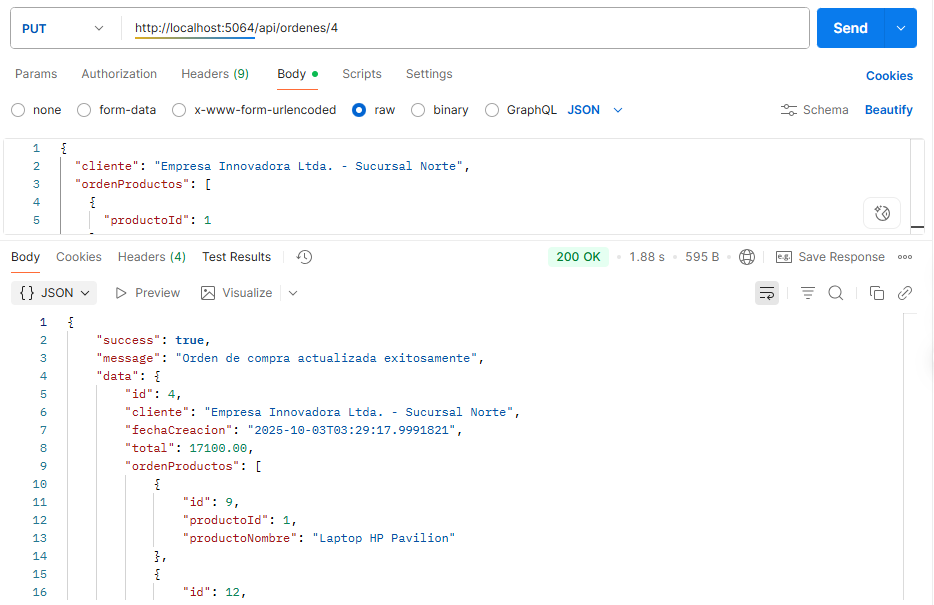 PUT http://localhost:5064/api/ordenes/4 Send
Params Authorization Headers (9) Body Scripts Settings Cookies
none form-data x-www-form-urlencoded raw binary GraphQL JSON Schema Beautify
1 {
2 "cliente": "Empresa Innovadora Ltda. - Sucursal Norte",
3 "ordenProductos": [
4 {
5 "productoId": 1
Body Cookies Headers (4) Test Results 200 OK • 1.88 s • 595 B • e.g. Save Response
{} JSON Preview Visualize
1 {
2 "success": true,
3 "message": "Orden de compra actualizada exitosamente",
4 "data": {
5 "id": 4,
6 "cliente": "Empresa Innovadora Ltda. - Sucursal Norte",
7 "fechaCreacion": "2025-10-03T03:29:17.9991821",
8 "total": 17100.00,
9 "ordenProductos": [
10 {
11 "id": 9,
12 "productoId": 1,
13 "productoNombre": "Laptop HP Pavilion"
14 },
15 {
16 "id": 12,